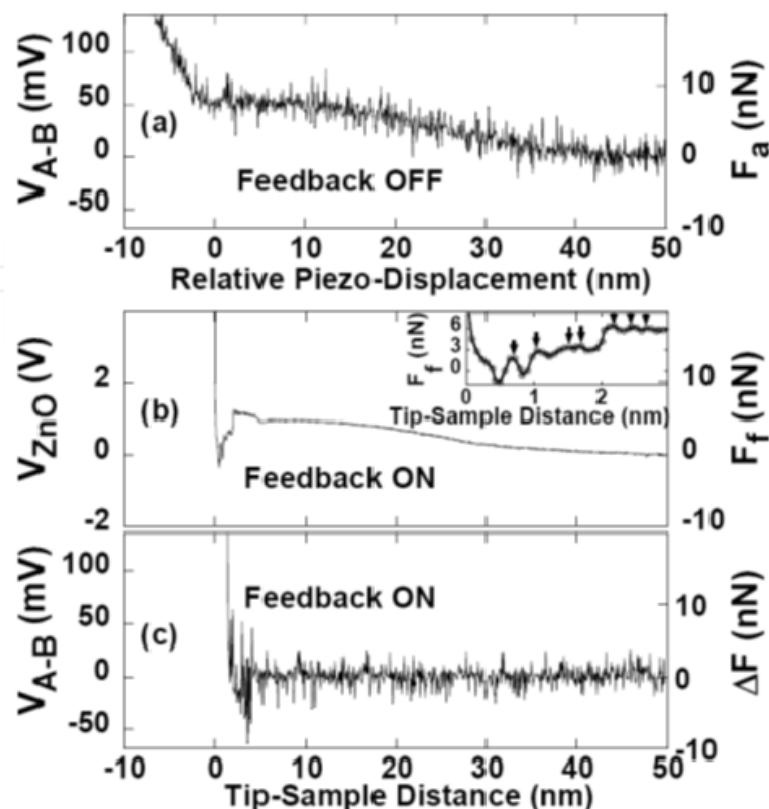 100
50
0
-50
V_A-B (mV)
(a)
Feedback OFF
10
0
-10
F_a (nN)
-10 0 10 20 30 40 50
Relative Piezo-Displacement (nm)
2
0
-2
V_ZnO (V)
(b)
Feedback ON
10
0
-10
F_f (nN)
6
3
0
F_f (nN)
0 1 2
Tip-Sample Distance (nm)
100
50
0
-50
V_A-B (mV)
Feedback ON
(c)
10
0
-10
ΔF (nN)
-10 0 10 20 30 40 50
Tip-Sample Distance (nm)